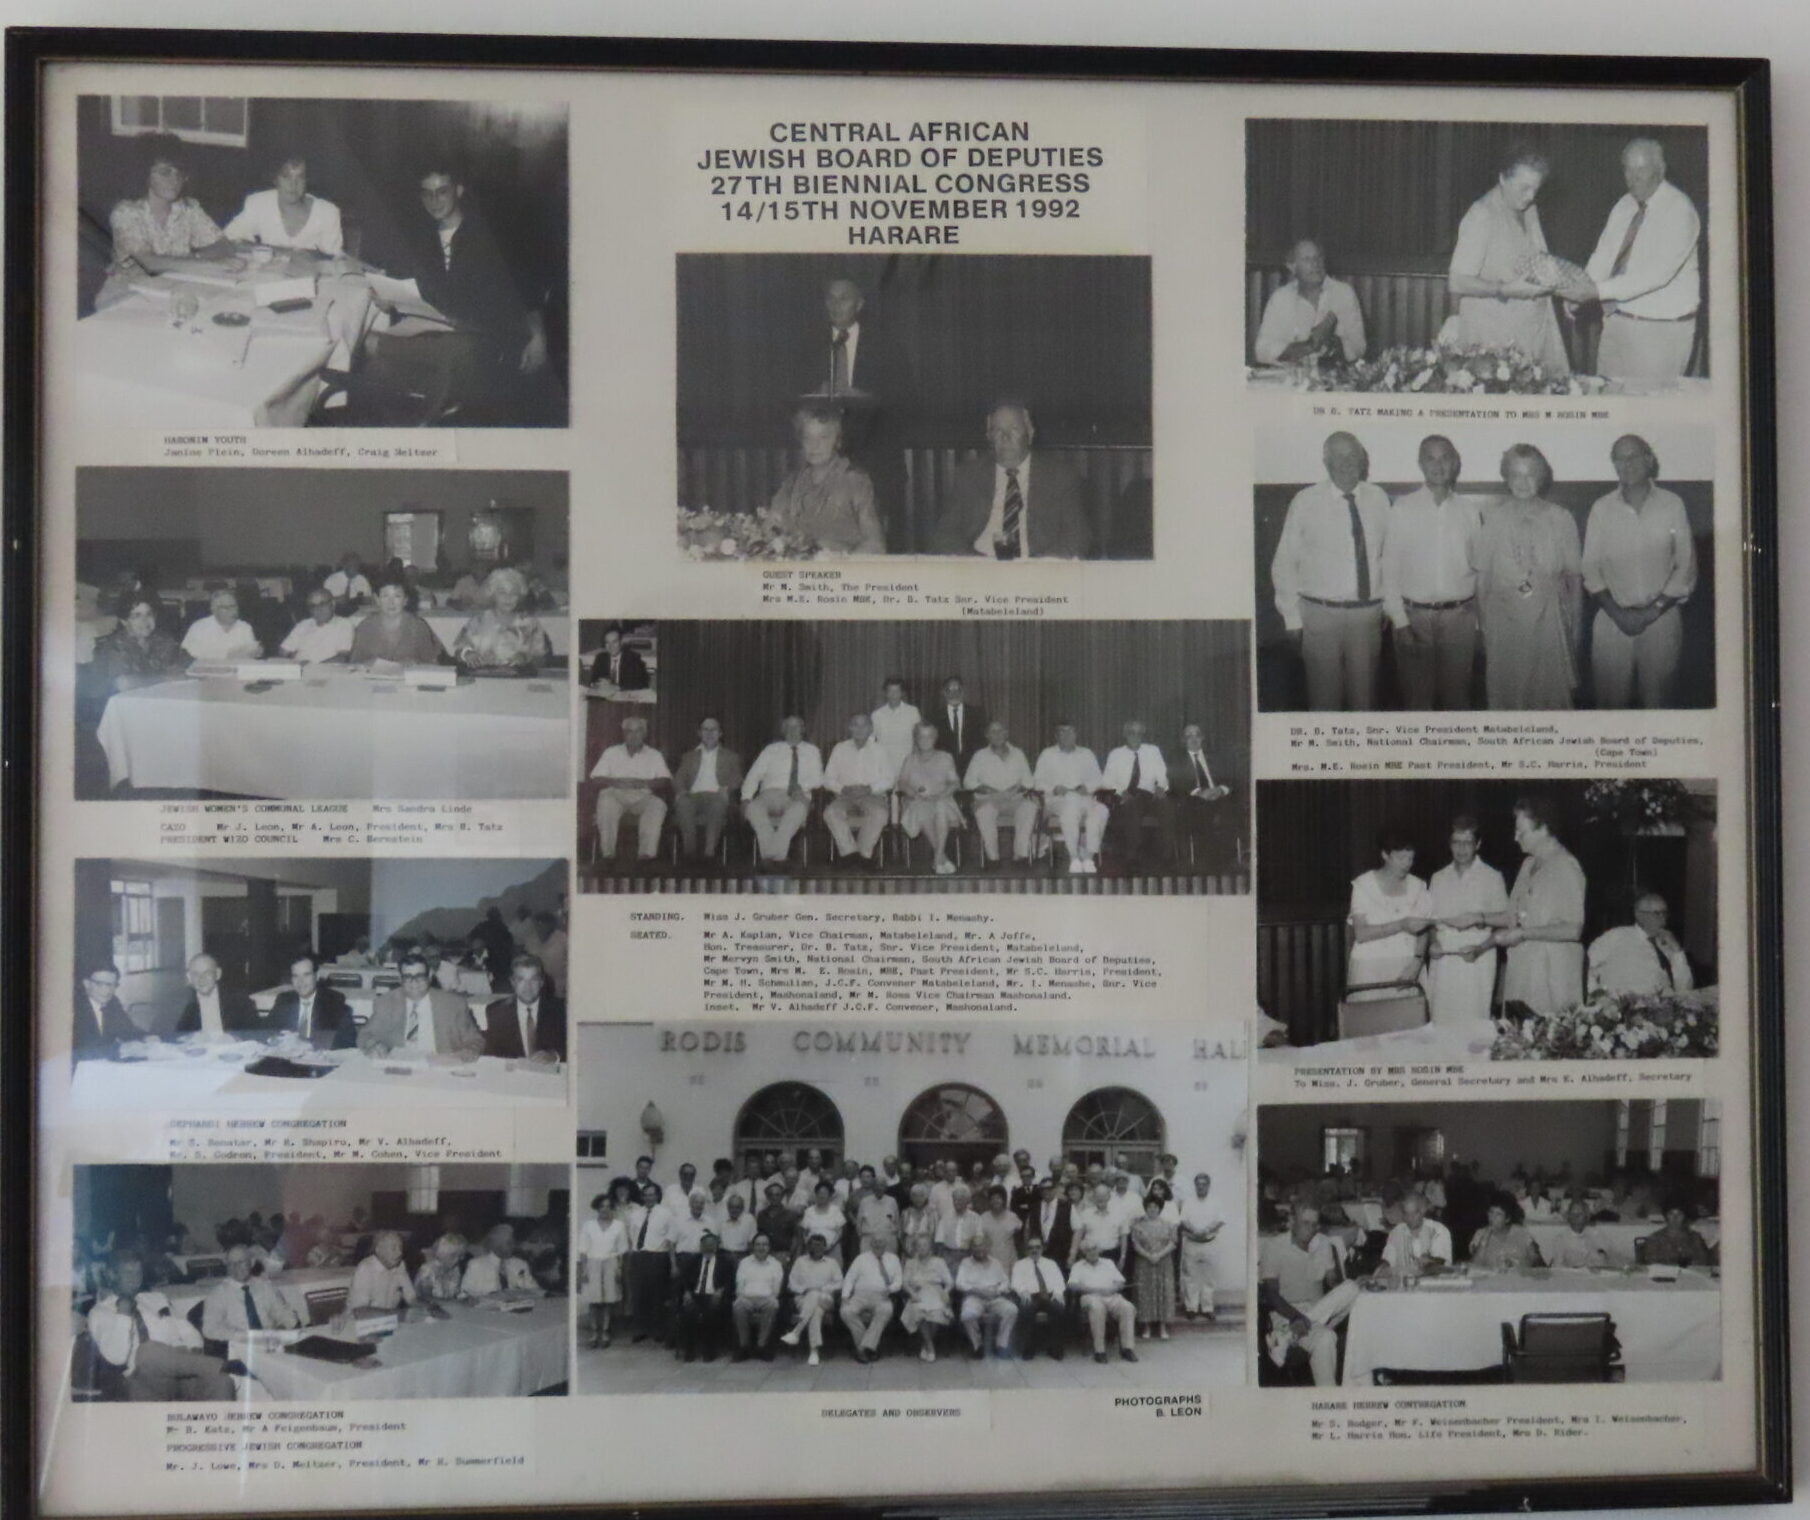 CENTRAL AFRICAN
JEWISH BOARD OF DEPUTIES
27TH BIENNIAL CONGRESS
14/15TH NOVEMBER 1992
HARARE
HABONIM YOUTH
Janine Plein, Doreen Alhadeff, Craig Meltzer
JEWISH WOMEN'S COMMUNAL LEAGUE Mrs Sandra Linde
CAZO Mr J. Leon, Mr A. Leon, President, Mrs B. Tatz
PRESIDENT WIZO COUNCIL Mrs C. Bernstein
SEPHARDI HEBREW CONGREGATION
Mr S. Benatar, Mr H. Shapiro, Mr V. Alhadeff,
Mr. S. Codron, President, Mr M. Cohen, Vice President
BULAWAYO HEBREW CONGREGATION
Mr B. Katz, Mr A Feigenbaum, President
PROGRESSIVE JEWISH CONGREGATION
Mr. J. Lowe, Mrs D. Meltzer, President, Mr H. Summerfield
GUEST SPEAKER
Mr M. Smith, The President
Mrs M.E. Rosin MBE, Dr. B. Tatz Snr. Vice President
(Matabeleland)
STANDING. Miss J. Gruber Gen. Secretary, Rabbi I. Menashy.
SEATED. Mr A. Kaplan, Vice Chairman, Matabeleland, Mr. A Joffe,
Hon. Treasurer, Dr. B. Tatz, Snr. Vice President, Matabeleland,
Mr Mervyn Smith, National Chairman, South African Jewish Board of Deputies,
Cape Town, Mrs M. E. Rosin, MBE, Past President, Mr S.C. Harris, President,
Mr M. H. Schmulian, J.C.F. Convener Matabeleland, Mr. I. Menashe, Snr. Vice
President, Mashonaland, Mr M. Ross Vice Chairman Mashonaland.
Inset. Mr V. Alhadeff J.C.F. Convener, Mashonaland.
RODIS COMMUNITY MEMORIAL HAL
DELEGATES AND OBSERVERS
PHOTOGRAPHS
B. LEON
DR B. TATZ MAKING A PRESENTATION TO MRS M ROSIN MBE
DR. B. Tatz, Snr. Vice President Matabeleland,
Mr M. Smith, National Chairman, South African Jewish Board of Deputies,
(Cape Town)
Mrs. M.E. Rosin MBE Past President, Mr S.C. Harris, President
PRESENTATION BY MRS ROSIN MBE
To Miss. J. Gruber, General Secretary and Mrs K. Alhadeff, Secretary
HARARE HEBREW CONTREGATION
Mr S. Hodger, Mr F. Weisenbacher President, Mrs I. Weisenbacher,
Mr L. Harris Hon. Life President, Mrs D. Rider.